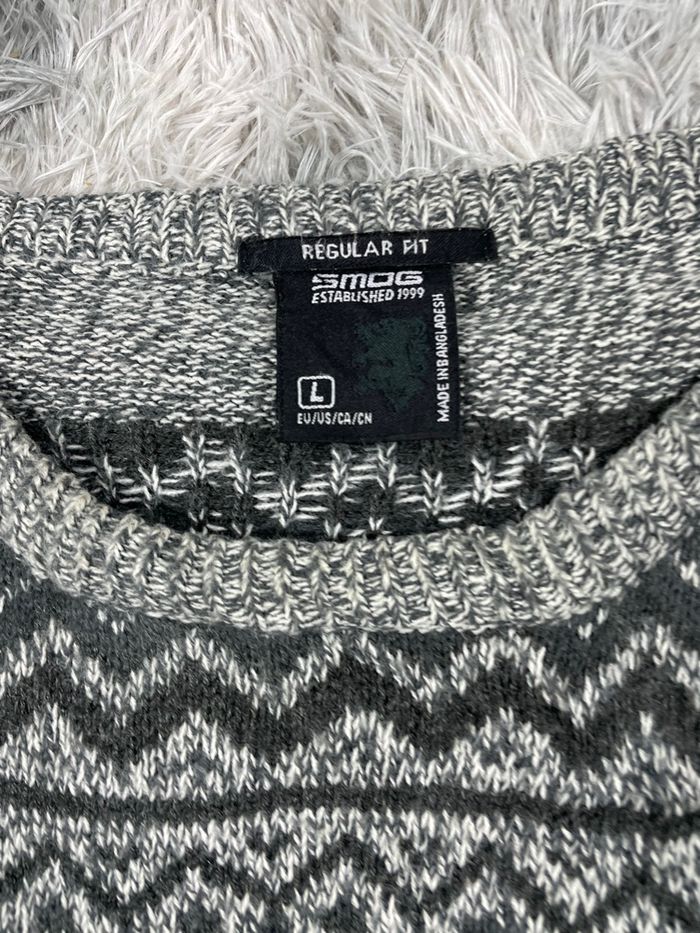 REGULAR FIT
SMOG
ESTABLISHED 1999
MADE IN BANGLADESH
L
EU/US/CA/CN